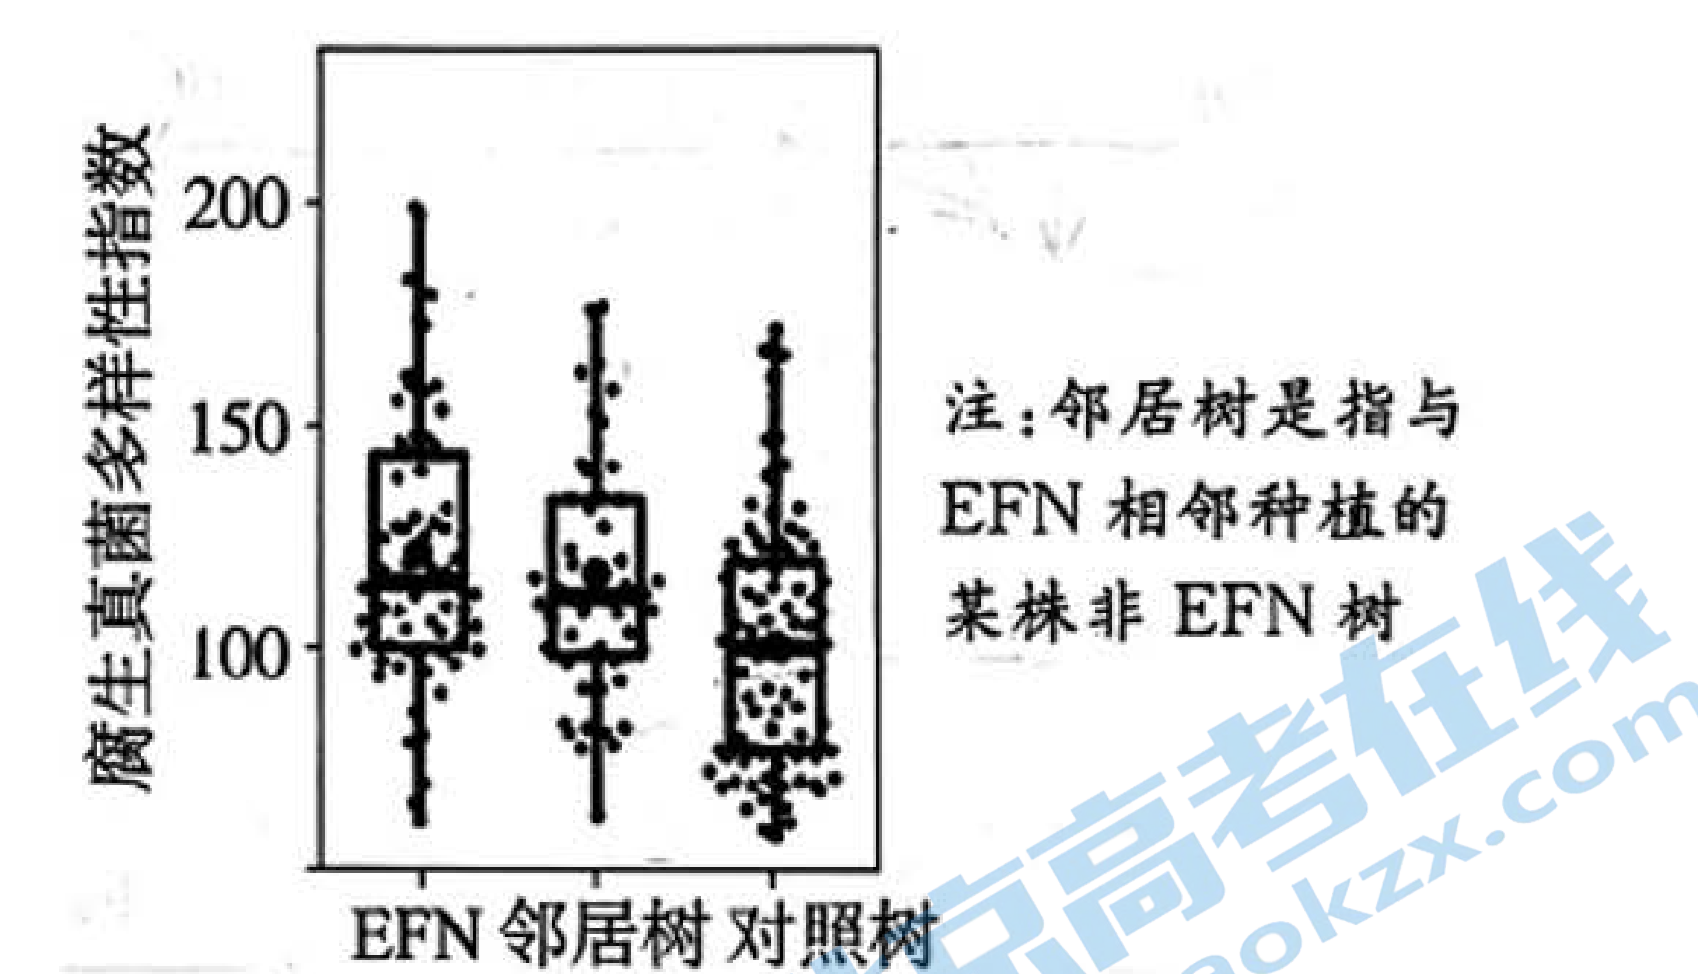 腐生真菌多样性指数
200
150
100
EFN 邻居树 对照树
注：邻居树是指与
EFN 相邻种植的
某株非 EFN 树
高考在线
okzx.com